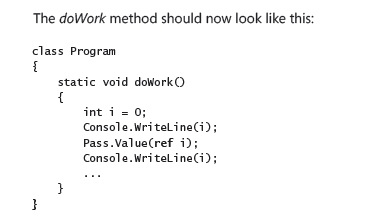 The doWork method should now look like this:
class Program
{
    static void doWork()
    {
        int i = 0;
        Console.WriteLine(i);
        Pass.Value(ref i);
        Console.WriteLine(i);
        ...
    }
}